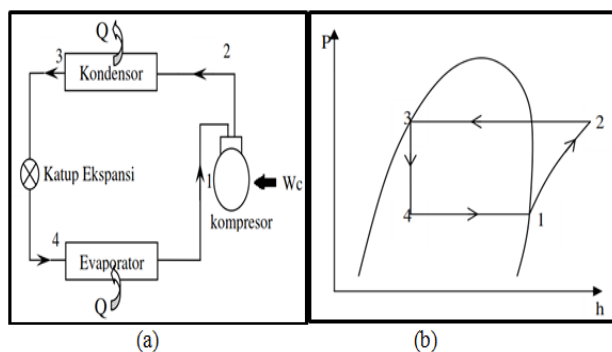 Q
3
2
Kondensor
Katup Ekspansi
1
Wc
kompresor
4
Evaporator
Q
(a)
P
3
2
4
1
h
(b)